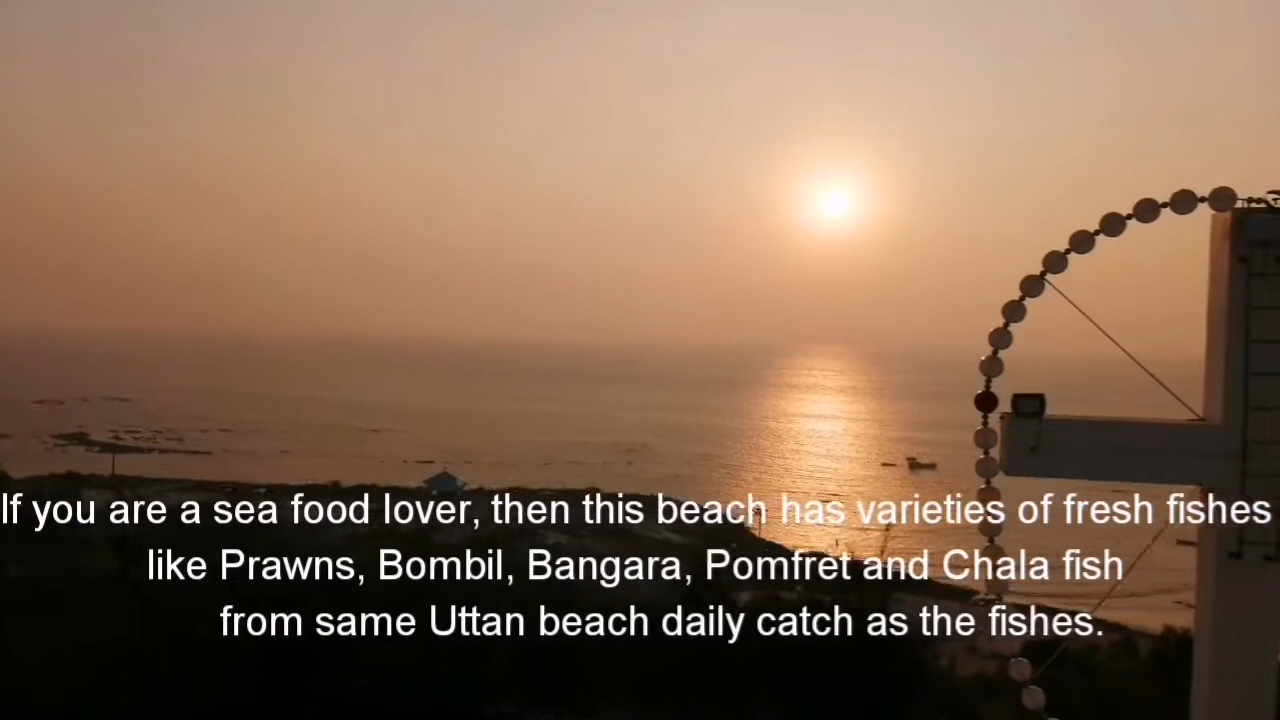 If you are a sea food lover, then this beach has varieties of fresh fishes
like Prawns, Bombil, Bangara, Pomfret and Chala fish
from same Uttan beach daily catch as the fishes.